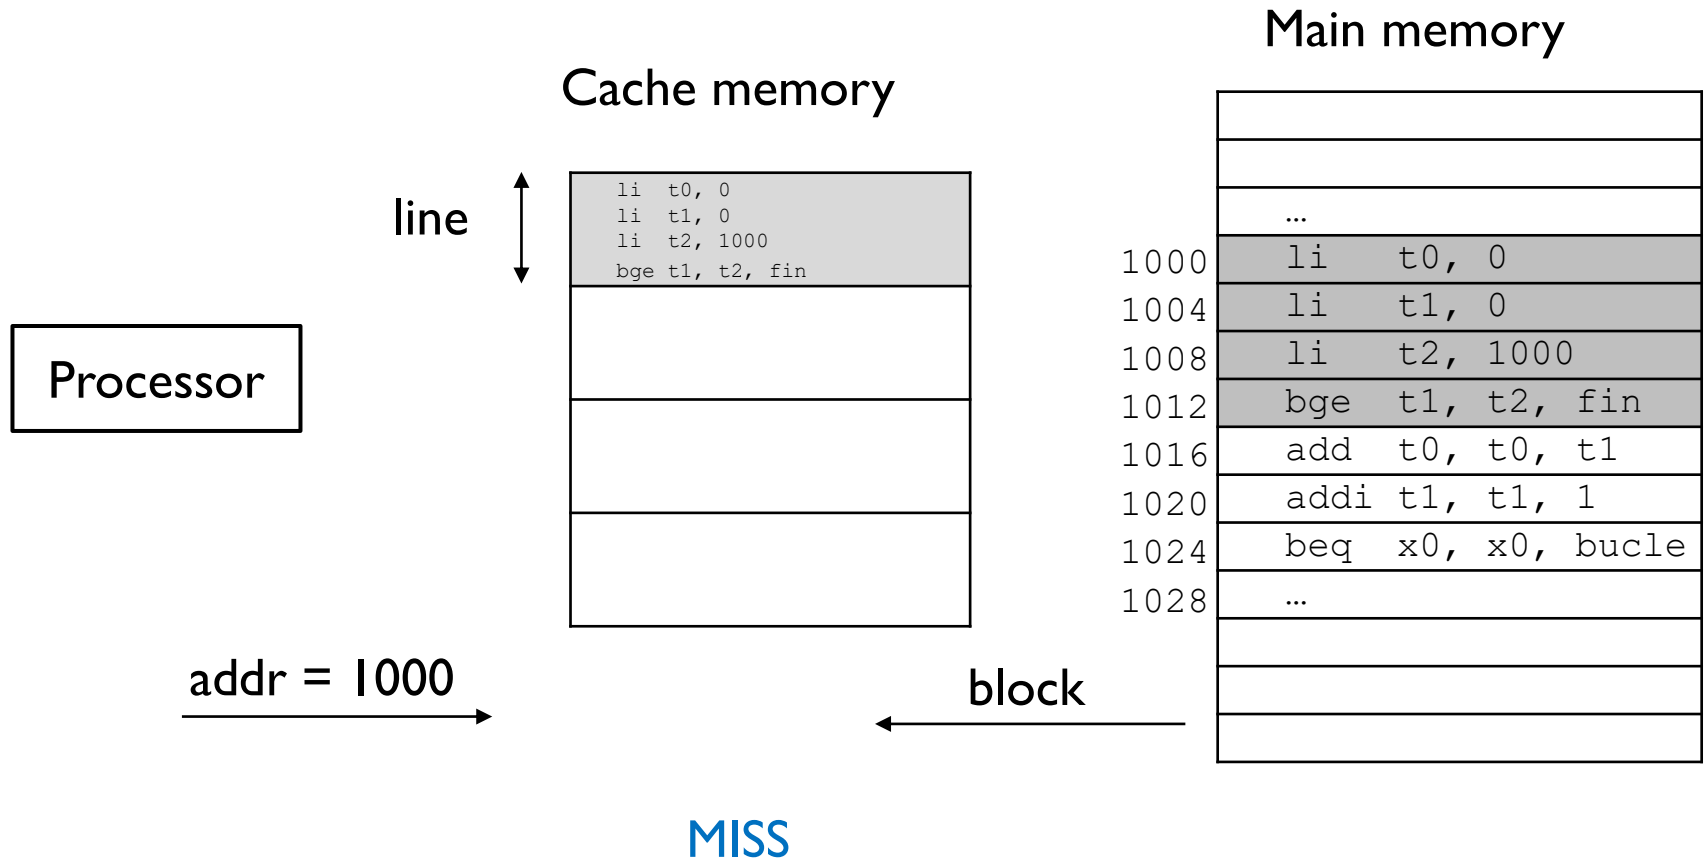 Main memory
Cache memory
line
li t0, 0
li t1, 0
li t2, 1000
bge t1, t2, fin
Processor
…
1000 li t0, 0
1004 li t1, 0
1008 li t2, 1000
1012 bge t1, t2, fin
1016 add t0, t0, t1
1020 addi t1, t1, 1
1024 beq x0, x0, bucle
1028 …
addr = 1000
block
MISS